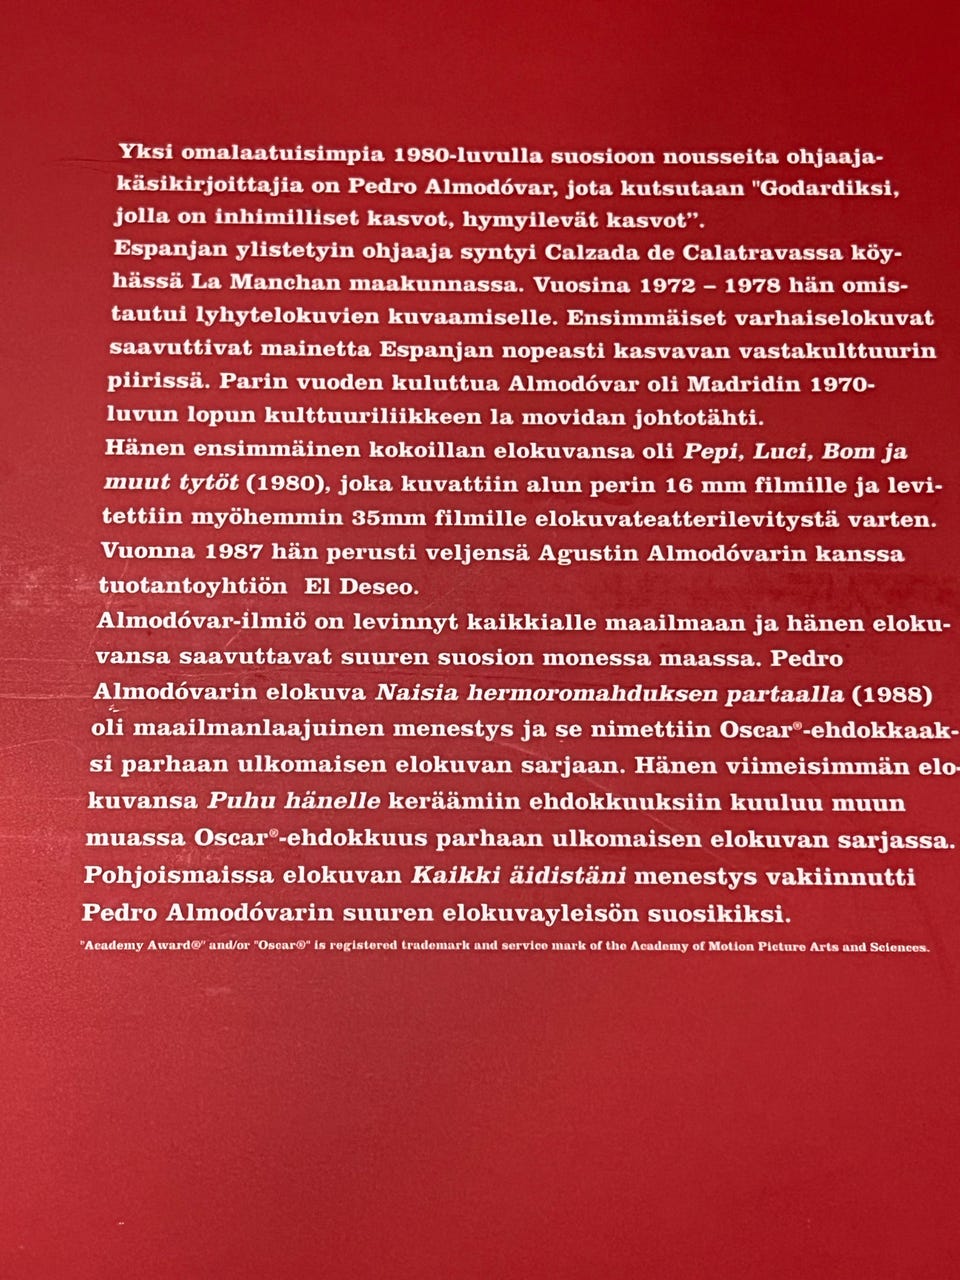 Yksi omalaatuisimpia 1980-luvulla suosioon nousseita ohjaaja-
käsikirjoittajia on Pedro Almodóvar, jota kutsutaan "Godardiksi,
jolla on inhimilliset kasvot, hymyilevät kasvot”.
Espanjan ylistetyin ohjaaja syntyi Calzada de Calatravassa köy-
hässä La Manchan maakunnassa. Vuosina 1972 – 1978 hän omis-
tautui lyhytelokuvien kuvaamiselle. Ensimmäiset varhaiselokuvat
saavuttivat mainetta Espanjan nopeasti kasvavan vastakulttuurin
piirissä. Parin vuoden kuluttua Almodóvar oli Madridin 1970-
luvun lopun kulttuuriliikkeen la movidan johtotähti.
Hänen ensimmäinen kokoillan elokuvansa oli Pepi, Luci, Bom ja
muut tytöt (1980), joka kuvattiin alun perin 16 mm filmille ja levi-
tettiin myöhemmin 35mm filmille elokuvateatterilevitystä varten.
Vuonna 1987 hän perusti veljensä Agustin Almodóvarin kanssa
tuotantoyhtiön El Deseo.
Almodóvar-ilmiö on levinnyt kaikkialle maailmaan ja hänen eloku-
vansa saavuttavat suuren suosion monessa maassa. Pedro
Almodóvarin elokuva Naisia hermoromahduksen partaalla (1988)
oli maailmanlaajuinen menestys ja se nimettiin Oscar®-ehdokkaak-
si parhaan ulkomaisen elokuvan sarjaan. Hänen viimeisimmän elo-
kuvansa Puhu hänelle keräämiin ehdokkuuksiin kuuluu muun
muassa Oscar®-ehdokkuus parhaan ulkomaisen elokuvan sarjassa.
Pohjoismaissa elokuvan Kaikki äidistäni menestys vakiinnutti
Pedro Almodóvarin suuren elokuvayleisön suosikiksi.
"Academy Award®" and/or "Oscar®" is registered trademark and service mark of the Academy of Motion Picture Arts and Sciences.